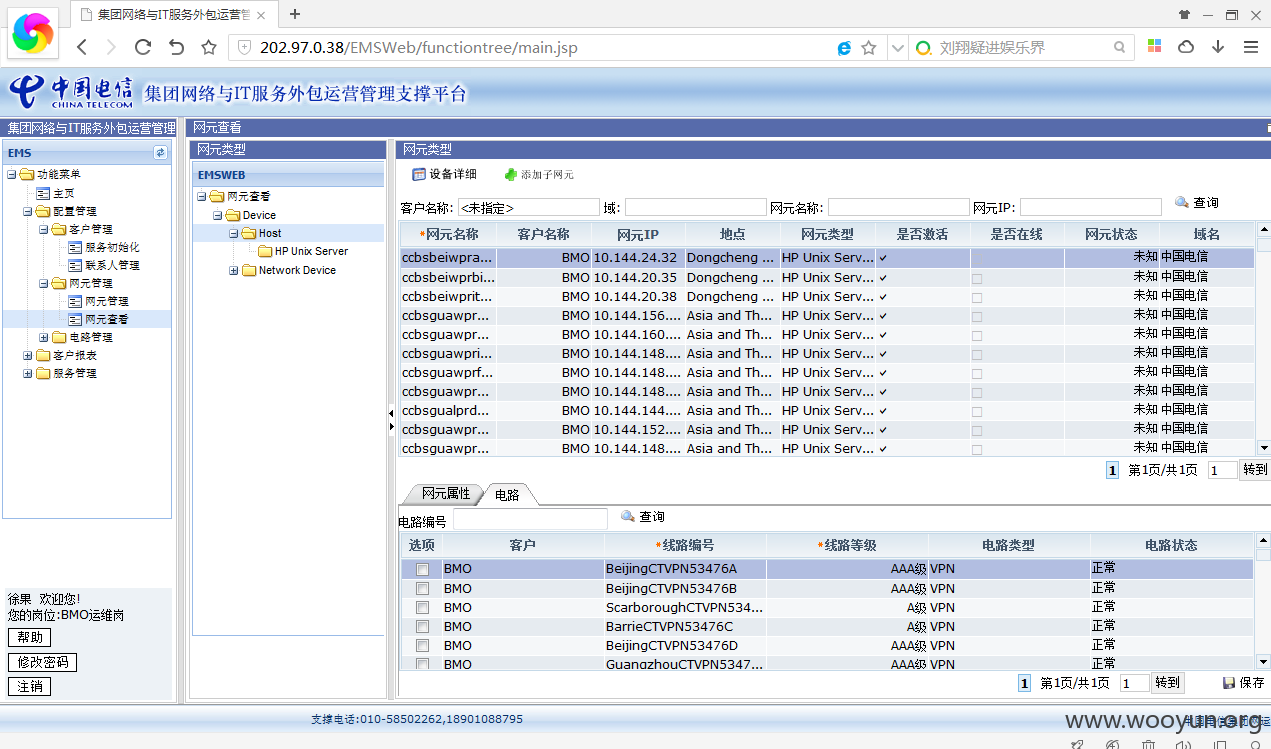 集团网络与IT服务外包运营管
202.97.0.38/EMSWeb/functiontree/main.jsp
刘翔疑进娱乐界
中国电信
CHINA TELECOM
集团网络与IT服务外包运营管理支撑平台
集团网络与IT服务外包运营管理
EMS
功能菜单
主页
配置管理
客户管理
服务初始化
联系人管理
网元管理
网元管理
网元查看
电路管理
客户报表
服务管理
徐果 欢迎您!
您的岗位:BMO运维岗
帮助
修改密码
注销
网元查看
网元类型
EMSWEB
网元查看
Device
Host
HP Unix Server
Network Device
网元类型
设备详细 添加子网元
客户名称: <未指定> 域: 网元名称: 网元IP: 查询
*网元名称 客户名称 网元IP 地点 网元类型 是否激活 是否在线 网元状态 域名
ccbsbeiwpra... BMO 10.144.24.32 Dongcheng ... HP Unix Serv... 未知 中国电信
ccbsbeiwprbi... BMO 10.144.20.35 Dongcheng ... HP Unix Serv... 未知 中国电信
ccbsbeiwprit... BMO 10.144.20.38 Dongcheng ... HP Unix Serv... 未知 中国电信
ccbsguawpr... BMO 10.144.156.... Asia and Th... HP Unix Serv... 未知 中国电信
ccbsguawpr... BMO 10.144.160.... Asia and Th... HP Unix Serv... 未知 中国电信
ccbsguawpri... BMO 10.144.148.... Asia and Th... HP Unix Serv... 未知 中国电信
ccbsguawprf... BMO 10.144.148.... Asia and Th... HP Unix Serv... 未知 中国电信
ccbsguawpr... BMO 10.144.148.... Asia and Th... HP Unix Serv... 未知 中国电信
ccbsgualprd... BMO 10.144.144.... Asia and Th... HP Unix Serv... 未知 中国电信
ccbsguawpr... BMO 10.144.152.... Asia and Th... HP Unix Serv... 未知 中国电信
ccbsguawpr... BMO 10.144.148.... Asia and Th... HP Unix Serv... 未知 中国电信
1 第1页/共1页 1 转到
网元属性 电路
电路编号 查询
选项 客户 *线路编号 *线路等级 电路类型 电路状态
BMO BeijingCTVPN53476A AAA级 VPN 正常
BMO BeijingCTVPN53476B AAA级 VPN 正常
BMO ScarboroughCTVPN534... A级 VPN 正常
BMO BarrieCTVPN53476C A级 VPN 正常
BMO BeijingCTVPN53476D AAA级 VPN 正常
BMO GuangzhouCTVPN5347... AAA级 VPN 正常
1 第1页/共1页 1 转到 保存
支撑电话:010-58502262,18901088795
www.wooyun.org